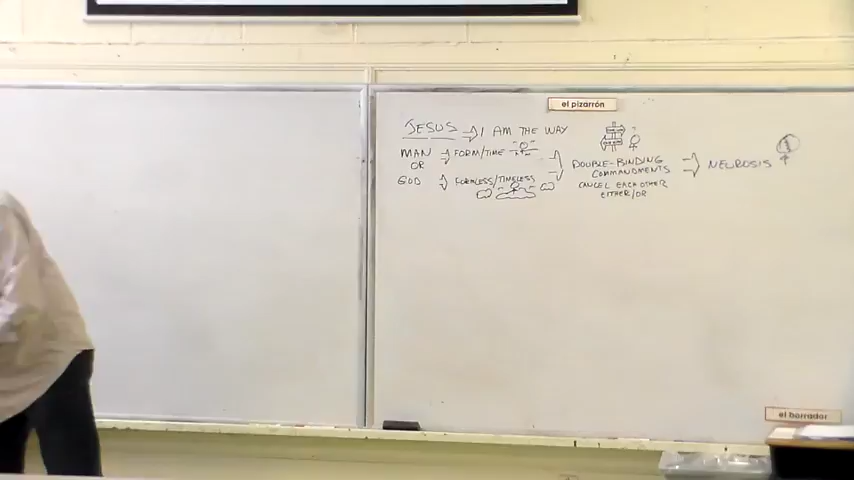 el pizarrón
JESUS → I AM THE WAY
MAN → FORM/TIME
OR
GOD → FORMLESS/TIMELESS
DOUBLE-BINDING → NEUROSIS
COMMANDMENTS
CANCEL EACH OTHER
EITHER/OR
el borrador